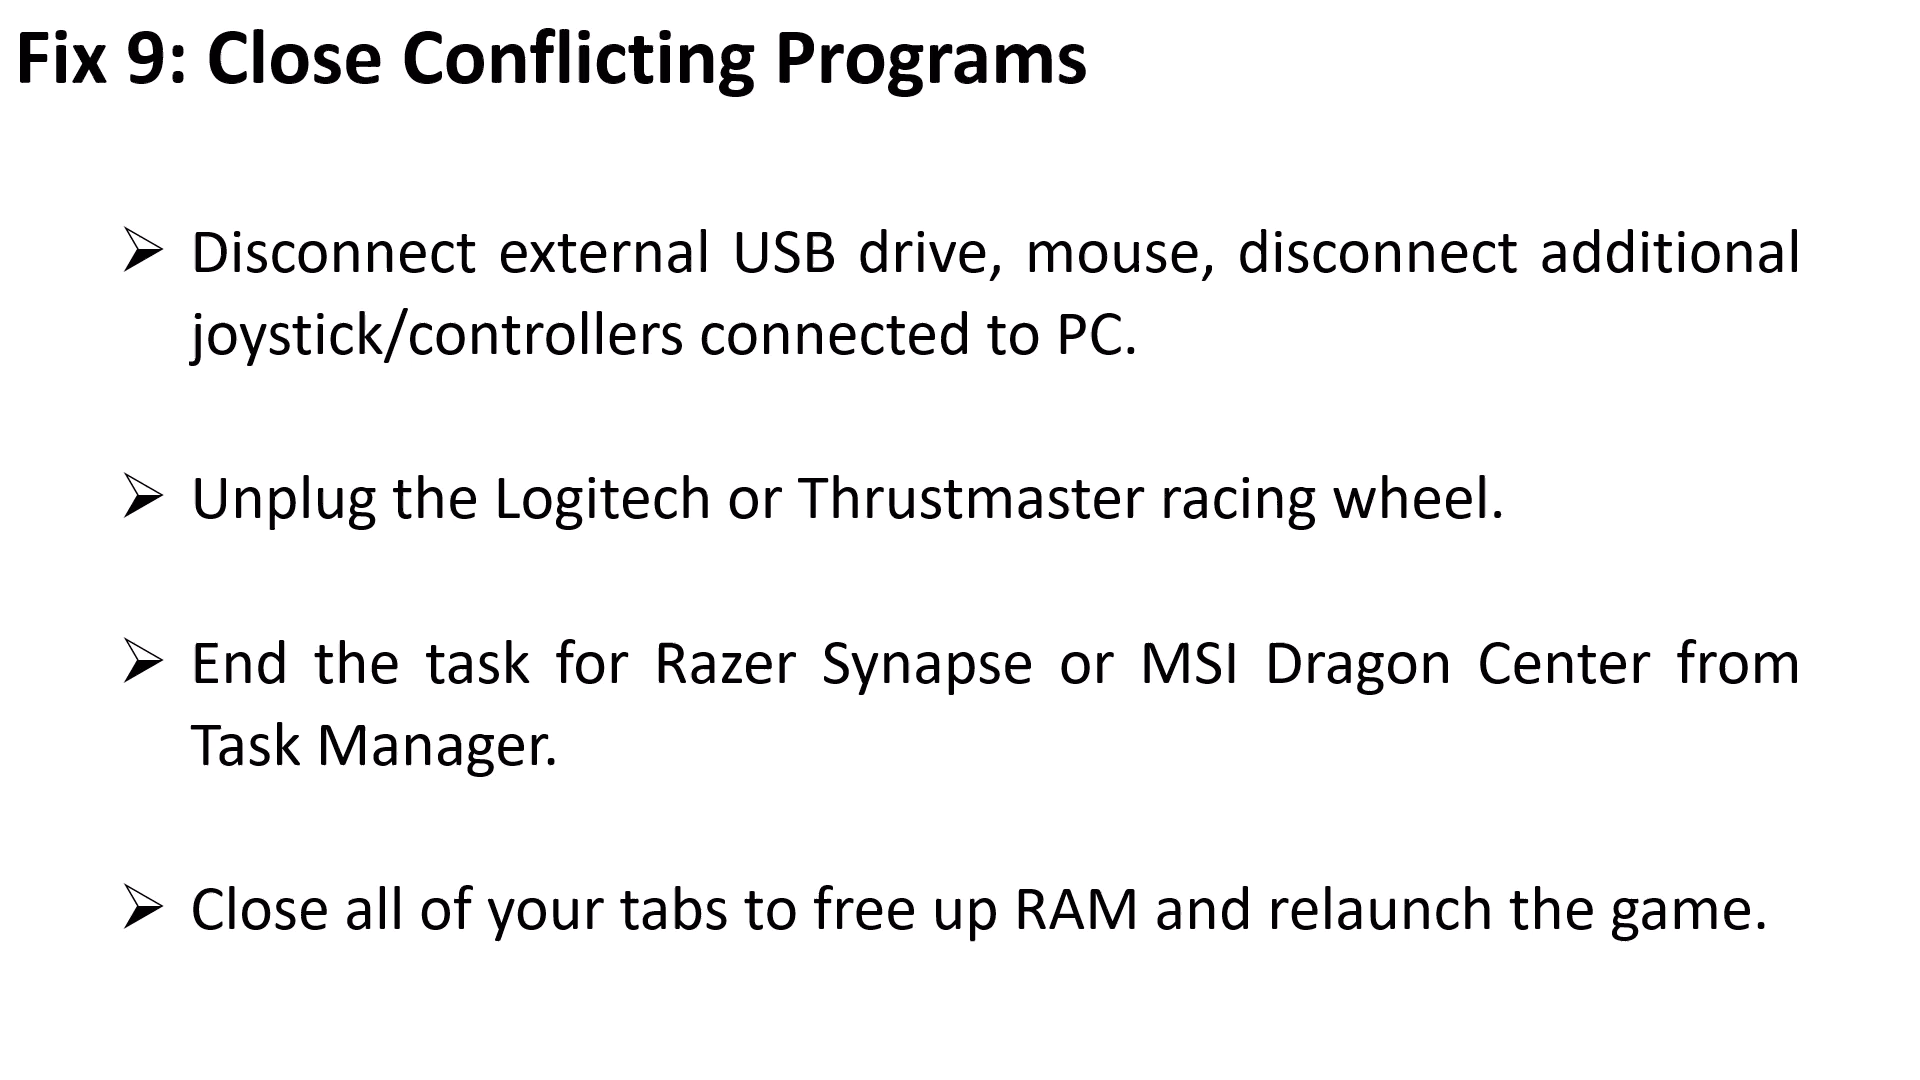 Fix 9: Close Conflicting Programs
➢ Disconnect external USB drive, mouse, disconnect additional
joystick/controllers connected to PC.
➢ Unplug the Logitech or Thrustmaster racing wheel.
➢ End the task for Razer Synapse or MSI Dragon Center from
Task Manager.
➢ Close all of your tabs to free up RAM and relaunch the game.